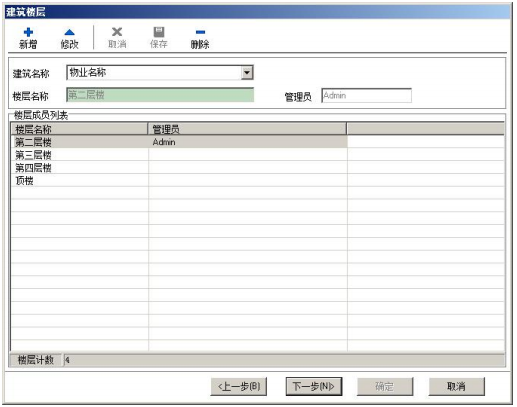 建筑楼层
新增 修改 取消 保存 删除
建筑名称 物业名称
楼层名称 第二层楼 管理员 Admin
楼层成员列表
楼层名称 管理员
第二层楼 Admin
第三层楼
第四层楼
顶楼
楼层计数 4
<上一步(B) 下一步(N)> 确定 取消